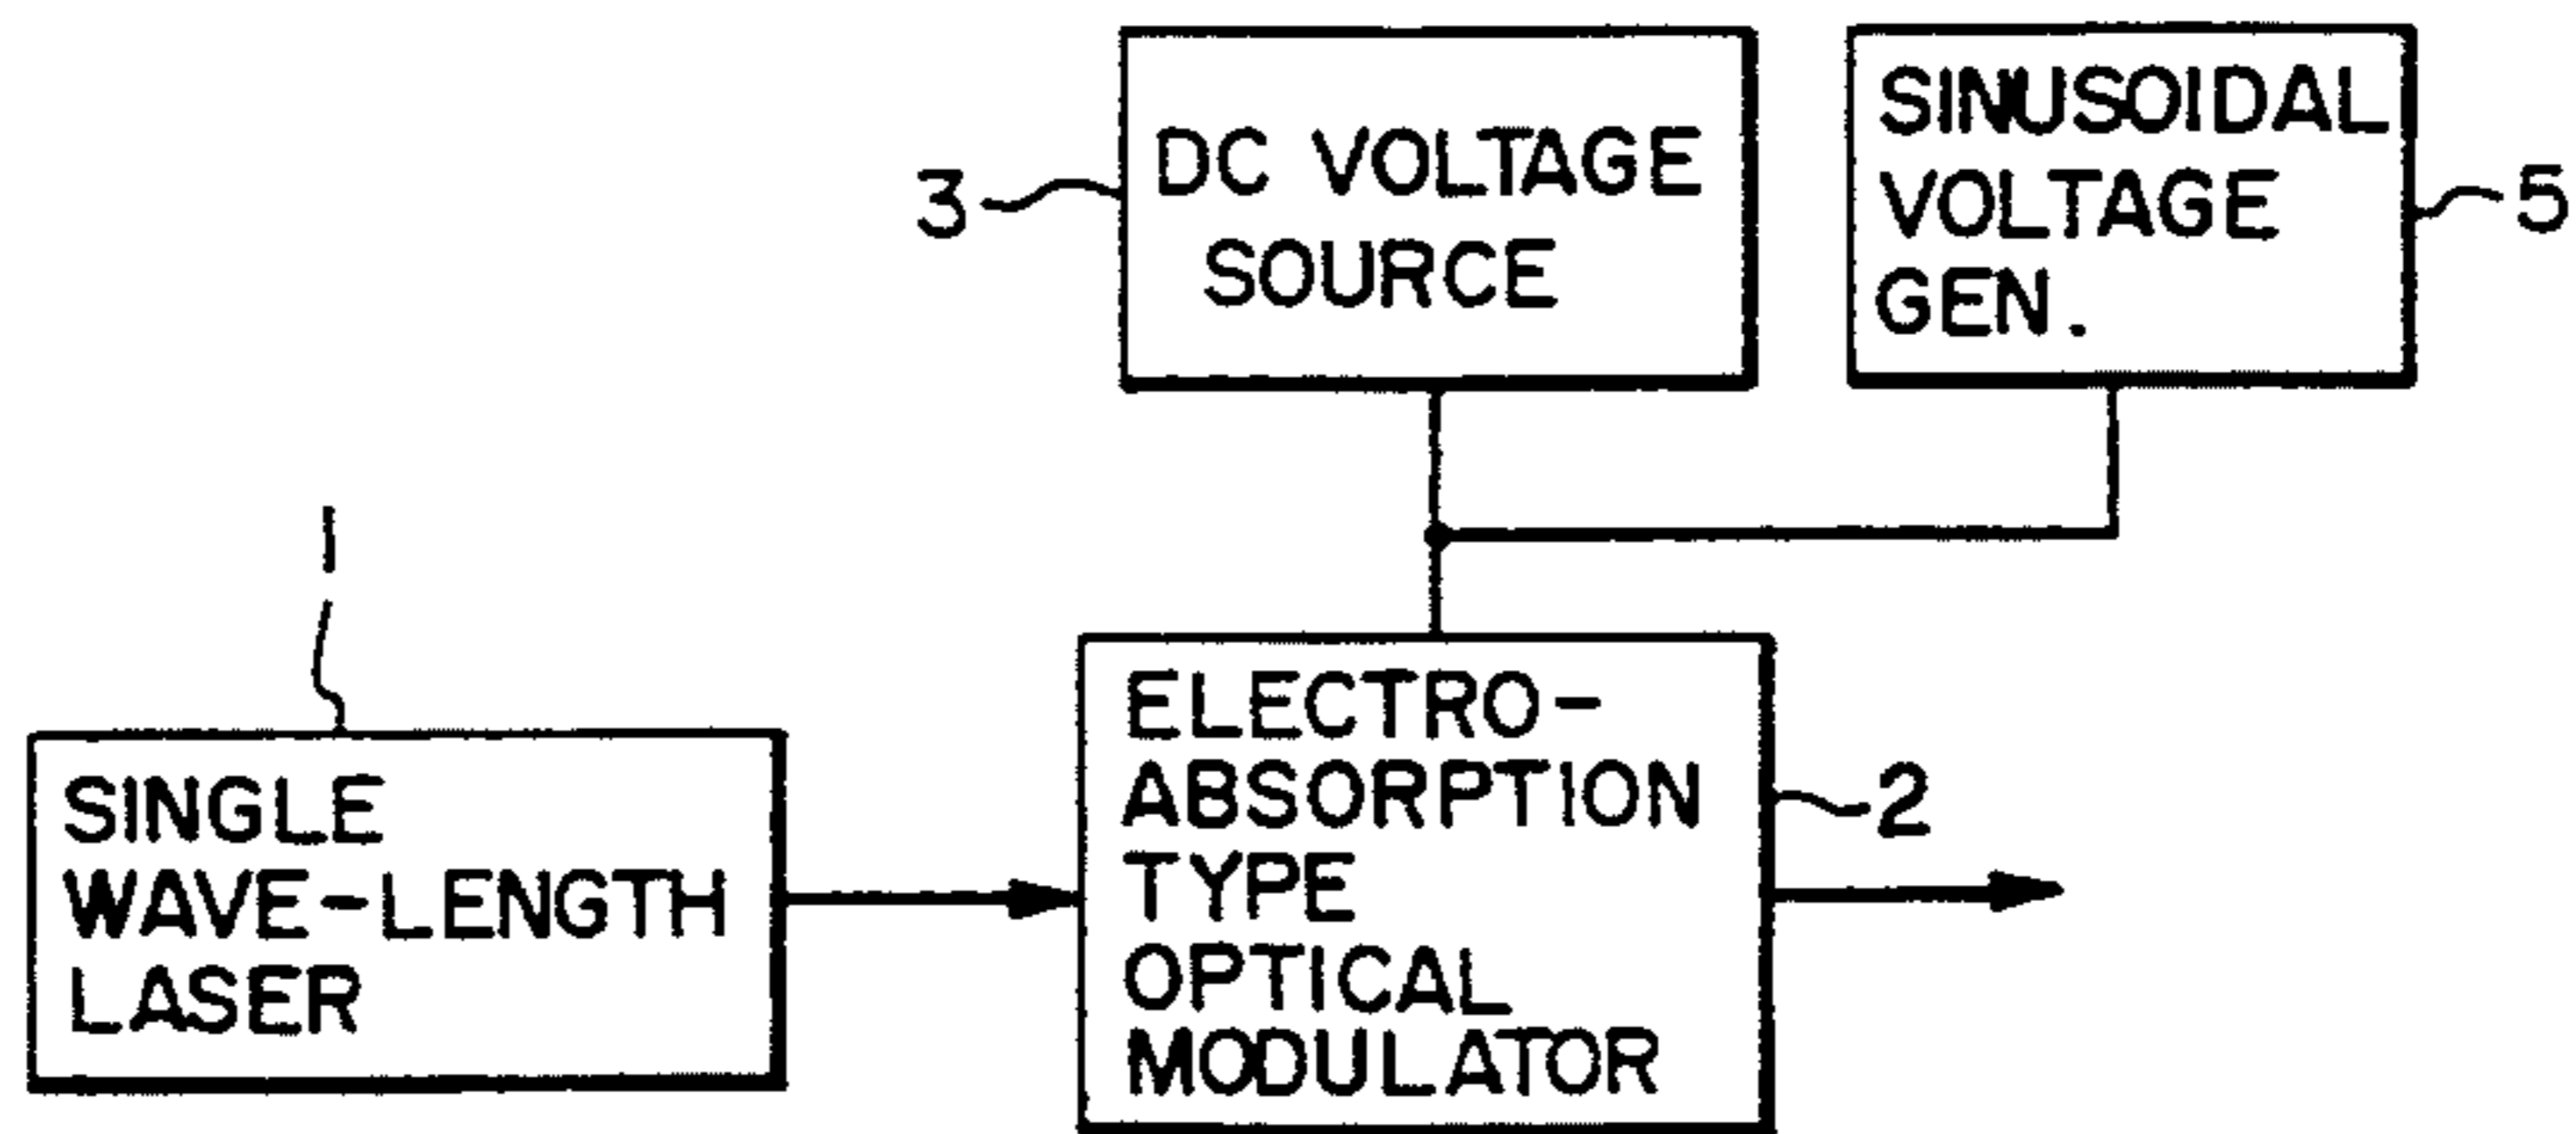 3
DC VOLTAGE
SOURCE
SINUSOIDAL
VOLTAGE
GEN.
5
1
SINGLE
WAVE-LENGTH
LASER
ELECTRO-
ABSORPTION
TYPE
OPTICAL
MODULATOR
2